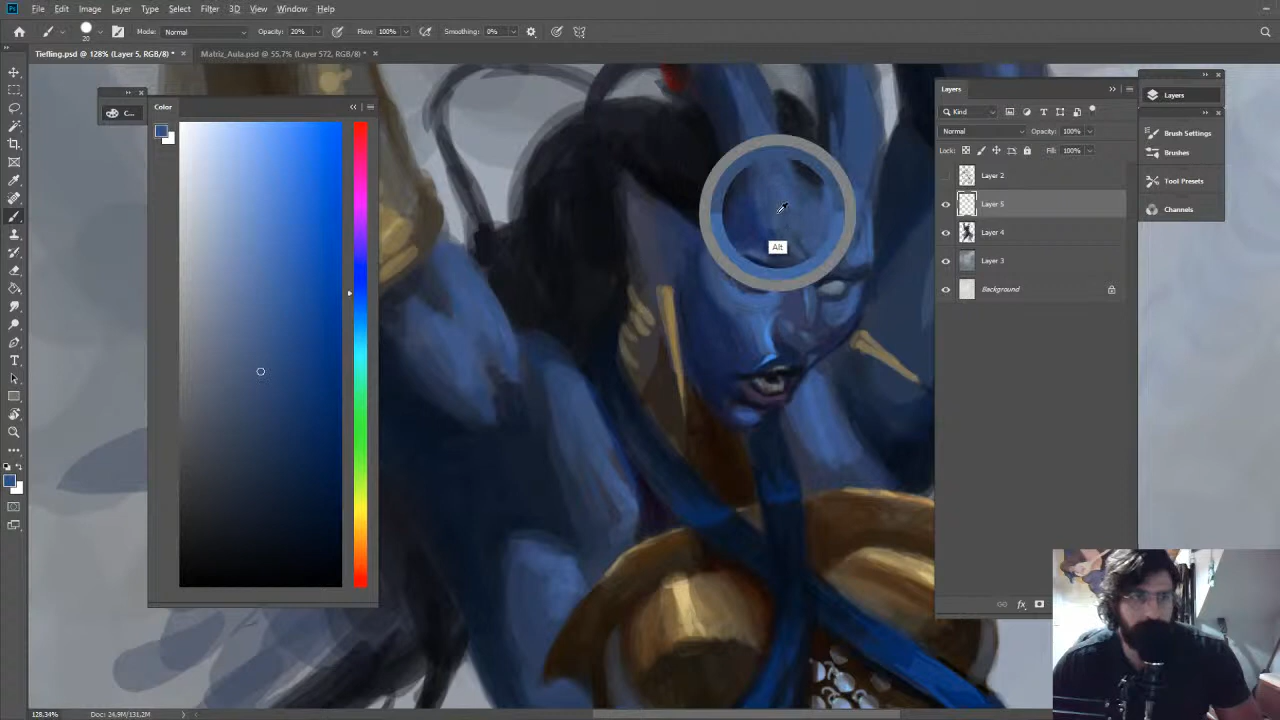 Ps File Edit Image Layer Type Select Filter 3D View Window Help
20 Mode: Normal Opacity: 20% Flow: 100% Smoothing: 0%
Tiefling.psd @ 128% (Layer 5, RGB/8) * × Matriz_Aula.psd @ 55.7% (Layer 572, RGB/8) * ×
C...
Color
Alt
Layers
Kind
Normal Opacity: 100%
Lock: Fill: 100%
Layer 2
Layer 5
Layer 4
Layer 3
Background
fx
Layers
Brush Settings
Brushes
Tool Presets
Channels
128.34% Doc: 24.9M/131.2M